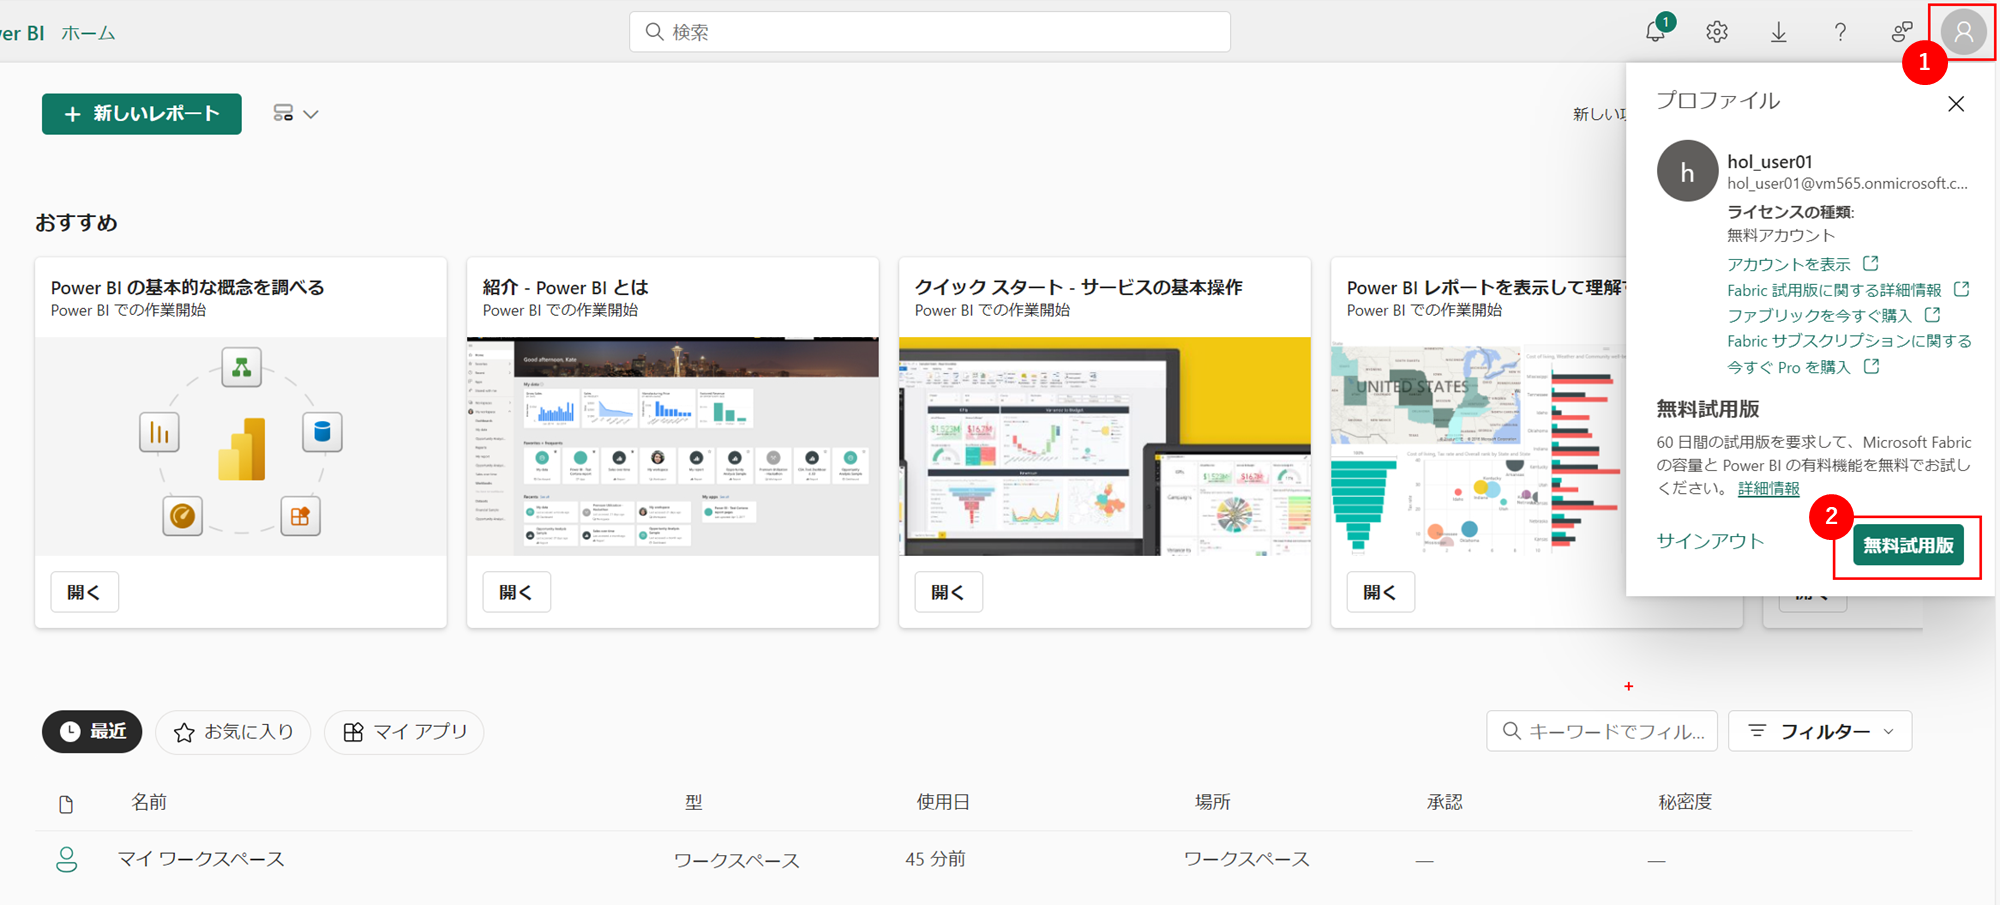 er BI ホーム
検索
1
1
新しいレポート
新しい
プロファイル
h
hol_user01
hol_user01@vm565.onmicrosoft.c...
ライセンスの種類:
無料アカウント
アカウントを表示
Fabric 試用版に関する詳細情報
ファブリックを今すぐ購入
Fabric サブスクリプションに関する
今すぐ Pro を購入
無料試用版
60 日間の試用版を要求して、Microsoft Fabric
の容量と Power BI の有料機能を無料でお試し
ください。 詳細情報
2
サインアウト
無料試用版
おすすめ
Power BI の基本的な概念を調べる
Power BI での作業開始
開く
紹介 - Power BI とは
Power BI での作業開始
Good afternoon, Kate
開く
クイック スタート - サービスの基本操作
Power BI での作業開始
開く
Power BI レポートを表示して理解
Power BI での作業開始
UNITED STATES
開く
開く
最近
お気に入り
マイ アプリ
キーワードでフィル...
フィルター
名前 型 使用日 場所 承認 秘密度
マイ ワークスペース ワークスペース 45 分前 ワークスペース — —